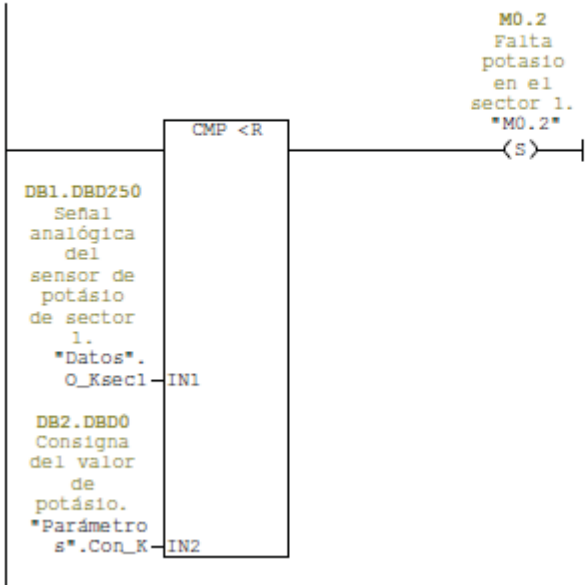 M0.2
Falta
potasio
en el
sector 1.
"M0.2"
CMP <R
(S)
DB1.DBD250
Señal
analógica
del
sensor de
potásio
de sector
1.
"Datos".
O_Ksec1
IN1
DB2.DBD0
Consigna
del valor
de
potásio.
"Parámetro
s".Con_K
IN2